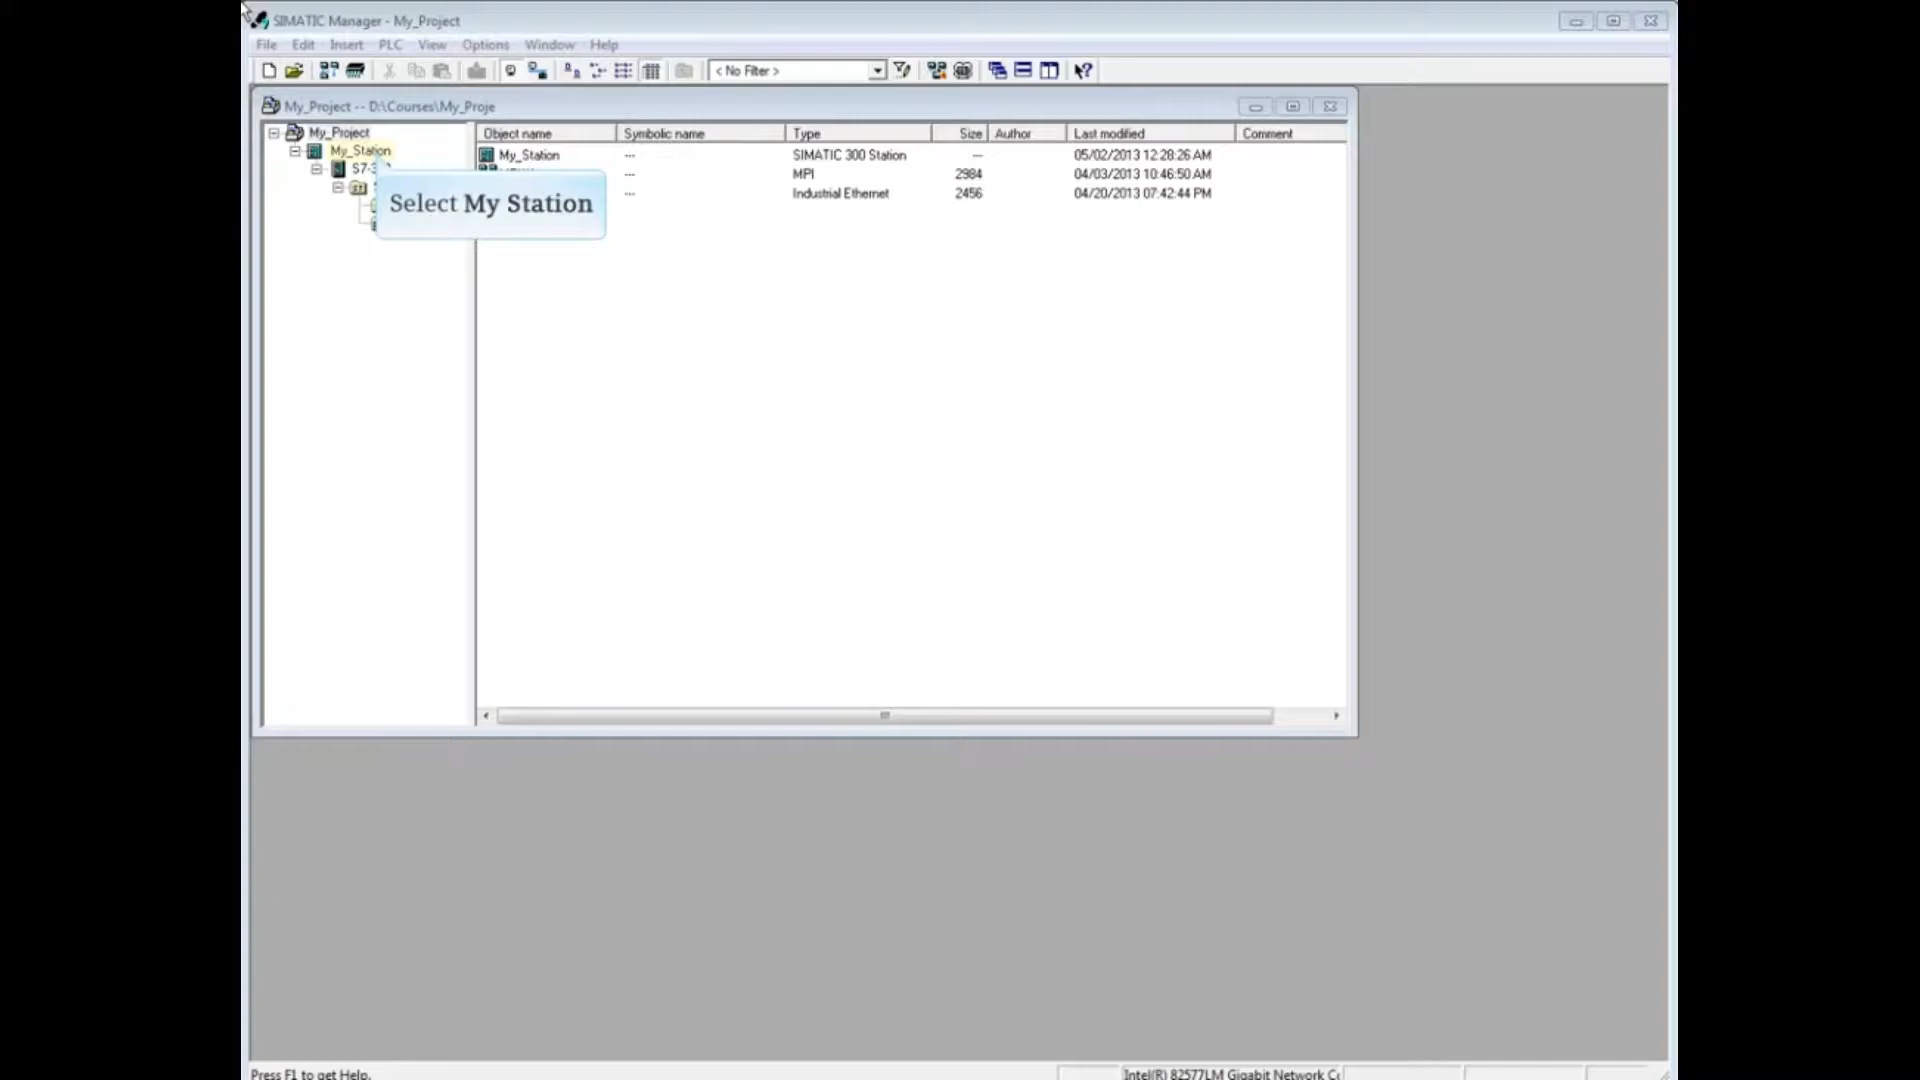 SIMATIC Manager - My_Project
File Edit Insert PLC View Options Window Help
< No Filter >
My_Project -- D:\Courses\My_Proje
My_Project
My_Station
Select My Station
Object name Symbolic name Type Size Author Last modified Comment
My_Station --- SIMATIC 300 Station --- 05/02/2013 12:28:26 AM
--- MPI 2984 04/03/2013 10:46:50 AM
--- Industrial Ethernet 2456 04/20/2013 07:42:44 PM
Press F1 to get Help.
Intel(R) 82577LM Gigabit Network Cc